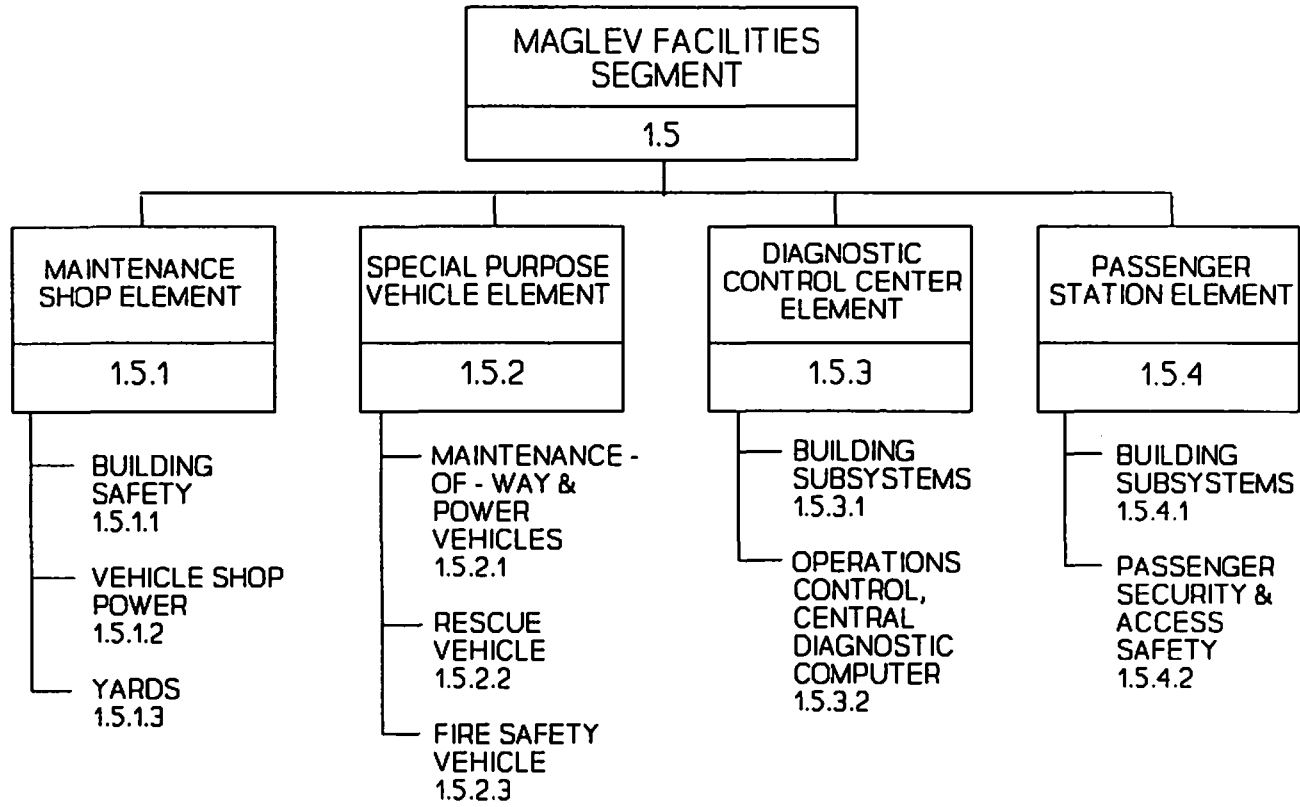 MAGLEV FACILITIES
SEGMENT
1.5
MAINTENANCE
SHOP ELEMENT
1.5.1
BUILDING
SAFETY
1.5.1.1
VEHICLE SHOP
POWER
1.5.1.2
YARDS
1.5.1.3
SPECIAL PURPOSE
VEHICLE ELEMENT
1.5.2
MAINTENANCE -
OF - WAY &
POWER
VEHICLES
1.5.2.1
RESCUE
VEHICLE
1.5.2.2
FIRE SAFETY
VEHICLE
1.5.2.3
DIAGNOSTIC
CONTROL CENTER
ELEMENT
1.5.3
BUILDING
SUBSYSTEMS
1.5.3.1
OPERATIONS
CONTROL,
CENTRAL
DIAGNOSTIC
COMPUTER
1.5.3.2
PASSENGER
STATION ELEMENT
1.5.4
BUILDING
SUBSYSTEMS
1.5.4.1
PASSENGER
SECURITY &
ACCESS
SAFETY
1.5.4.2